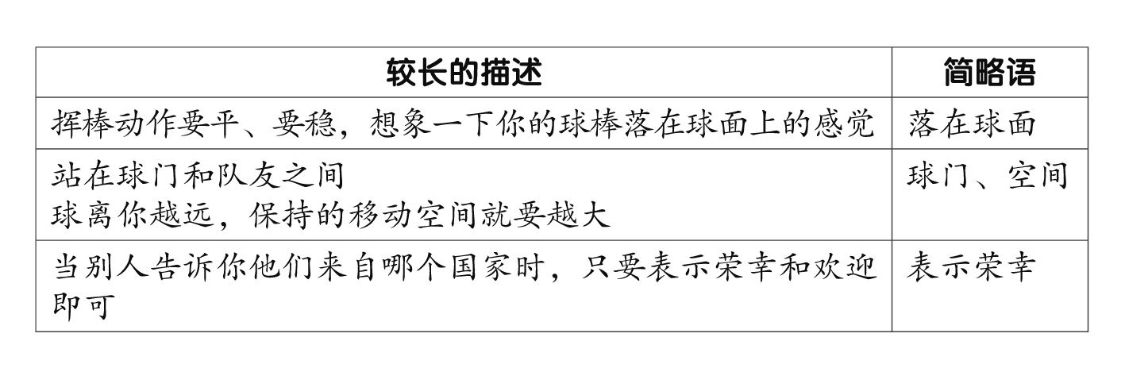 较长的描述 简略语
挥棒动作要平、要稳，想象一下你的球棒落在球面上的感觉 落在球面
站在球门和队友之间 球门、空间
球离你越远，保持的移动空间就要越大
当别人告诉你他们来自哪个国家时，只要表示荣幸和欢迎 表示荣幸
即可